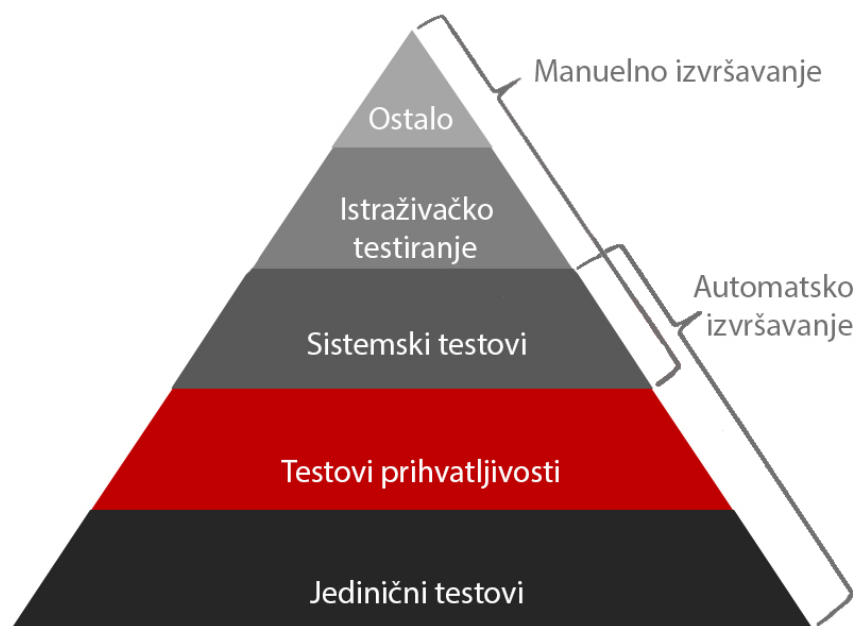 Manuelno izvršavanje
Ostalo
Istraživačko
testiranje
Automatsko
izvršavanje
Sistemski testovi
Testovi prihvatljivosti
Jedinični testovi